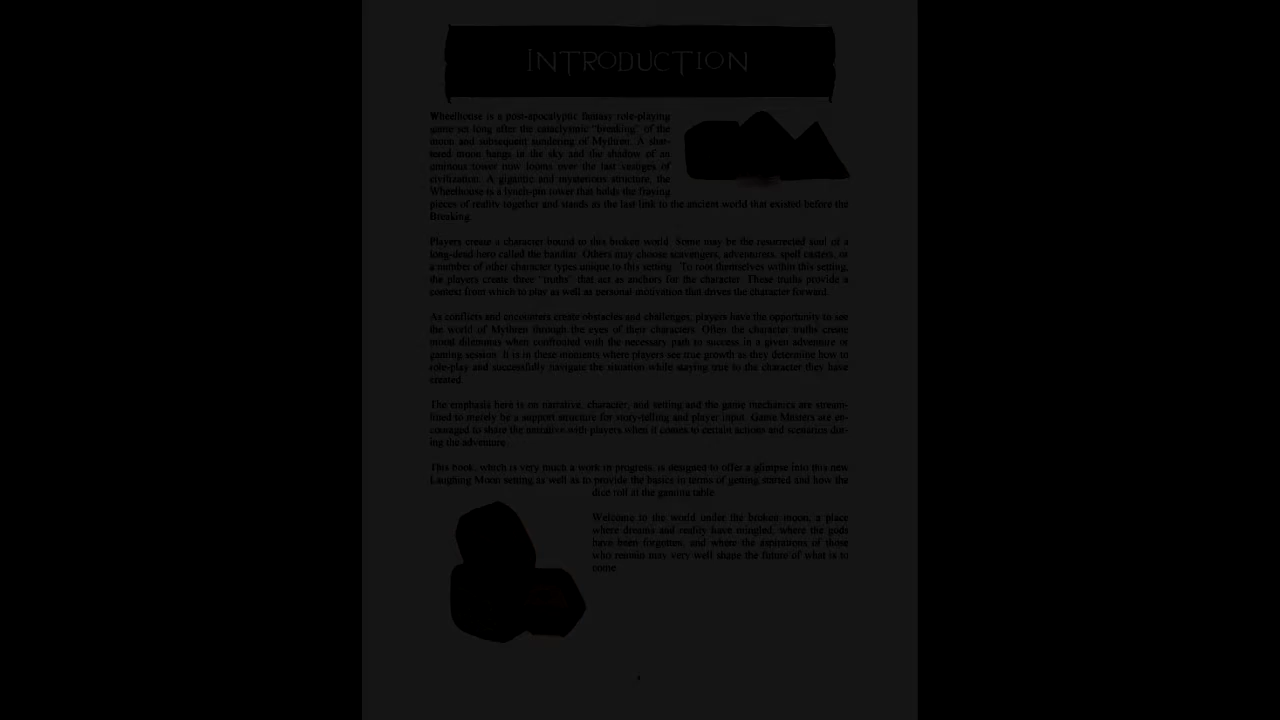 INTRODUCTION
Wheelhouse is a post-apocalyptic fantasy role-playing
game set long after the cataclysmic "breaking" of the
moon and subsequent sundering of Mythren. A shat-
tered moon hangs in the sky and the shadow of an
ominous tower now looms over the last vestiges of
civilization. A gigantic and mysterious structure, the
Wheelhouse is a lynch-pin tower that holds the fraying
pieces of reality together and stands as the last link to the ancient world that existed before the
Breaking.
Players create a character bound to this broken world. Some may be the resurrected soul of a
long-dead hero called the Others may choose scavengers, adventurers, spell casters, or
a number of other character types unique to this setting. To root themselves within this setting,
the players create three "truths" that act as anchors for the character. These truths provide a
context from which to play as well as personal motivation that drives the character forward.
As conflicts and encounters create obstacles and challenges, players have the opportunity to see
the world of Mythren through the eyes of their characters. Often the character truths create
moral dilemmas when confronted with the necessary path to success in a given adventure or
gaming session. It is in these moments where players see true growth as they determine how to
role-play and successfully navigate the situation while staying true to the character they have
created.
The emphasis here is on narrative, character, and setting and the game mechanics are stream-
lined to merely be a support structure for story-telling and player input. Game Masters are en-
couraged to share the narrative with players when it comes to certain actions and scenarios dur-
ing the adventure.
This book, which is very much a work in progress, is designed to offer a glimpse into this new
Laughing Moon setting as well as to provide the basics in terms of getting started and how the
dice roll at the gaming table.
Welcome to the world under the broken moon, a place
where dreams and reality have mingled, where the gods
have been forgotten, and where the aspirations of those
who remain may very well shape the future of what is to
come.